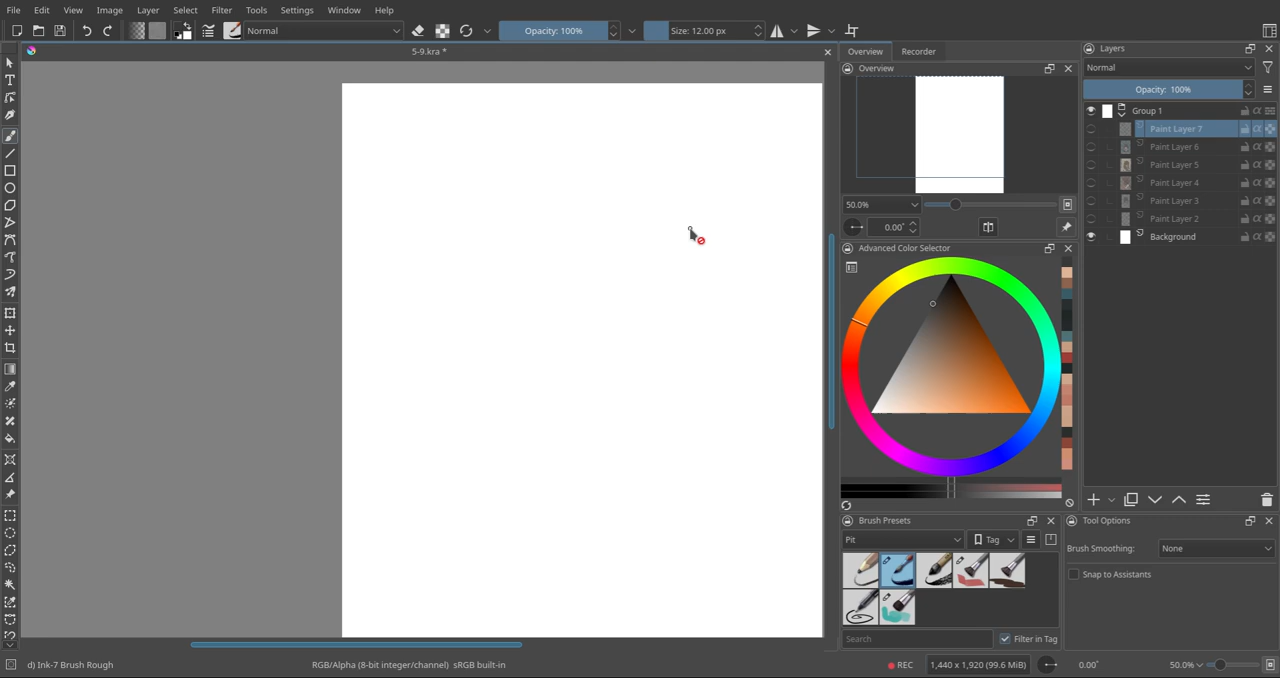 File Edit View Image Layer Select Filter Tools Settings Window Help
Normal Opacity: 100% Size: 12.00 px
5-9.kra *
Overview Recorder
Overview
50.0%
0.00°
Advanced Color Selector
Brush Presets
Pit Tag
Search Filter in Tag
Layers
Normal
Opacity: 100%
Group 1
Paint Layer 7
Paint Layer 6
Paint Layer 5
Paint Layer 4
Paint Layer 3
Paint Layer 2
Background
Tool Options
Brush Smoothing: None
Snap to Assistants
d) Ink-7 Brush Rough RGB/Alpha (8-bit integer/channel) sRGB built-in REC 1,440 x 1,920 (99.6 MiB) 0.00° 50.0%